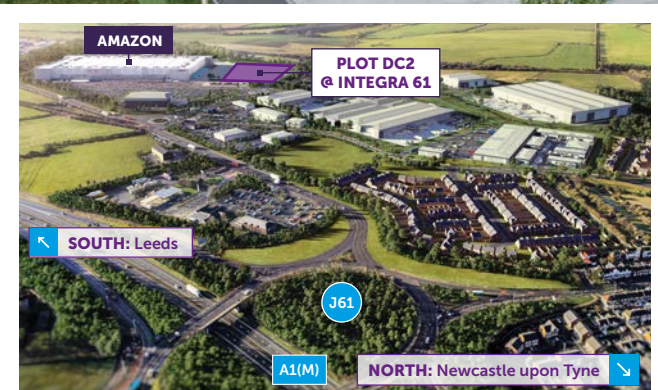 AMAZON
PLOT DC2
@ INTEGRA 61
SOUTH: Leeds
J61
A1(M)
NORTH: Newcastle upon Tyne